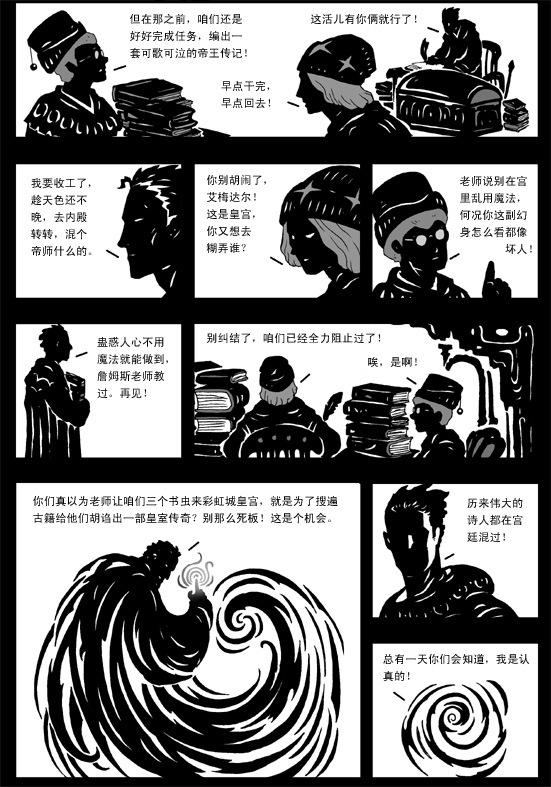 但在那之前，咱们还是
好好完成任务，编出一
套可歌可泣的帝王传记！
这活儿有你俩就行了！
早点干完，
早点回去！
我要收工了，
趁天色还不
晚，去内殿
转转，混个
帝师什么的。
你别胡闹了，
艾梅达尔！
这是皇宫，
你又想去
糊弄谁？
老师说别在宫
里乱用魔法，
何况你这副幻
身怎么看都像
坏人！
蛊惑人心不用
魔法就能做到，
詹姆斯老师教
过。再见！
别纠结了，咱们已经全力阻止过了！
唉，是啊！
你们真以为老师让咱们三个书虫来彩虹城皇宫，就是为了搜遍
古籍给他们胡诌出一部皇室传奇？别那么死板！这是个机会。
历来伟大的
诗人都在宫
廷混过！
总有一天你们会知道，我是认
真的！